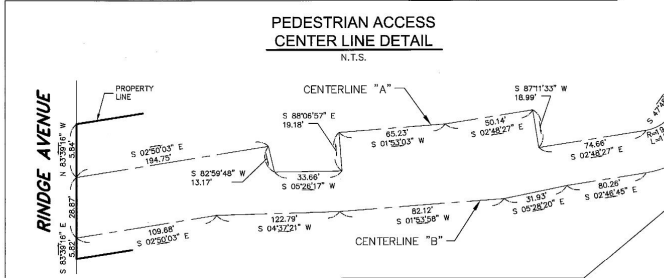 PEDESTRIAN ACCESS
CENTER LINE DETAIL
N.T.S.
RINDGE AVENUE
PROPERTY
LINE
CENTERLINE "A"
S 87°11'33" W
18.99'
S 88°06'57" E
19.18'
50.14'
S 02°48'27" E
65.23'
S 01°53'03" W
74.66'
S 02°48'27" E
N 83°39'16" W
5.84'
S 02°50'03" E
194.75'
S 82°59'48" W
13.17'
33.66'
S 05°26'17" W
28.87'
S 83°39'16" E
5.82'
109.68'
S 02°50'03" E
122.79'
S 04°37'21" W
82.12'
S 01°53'58" W
31.93'
S 05°28'20" E
80.26'
S 02°46'45" E
CENTERLINE "B"